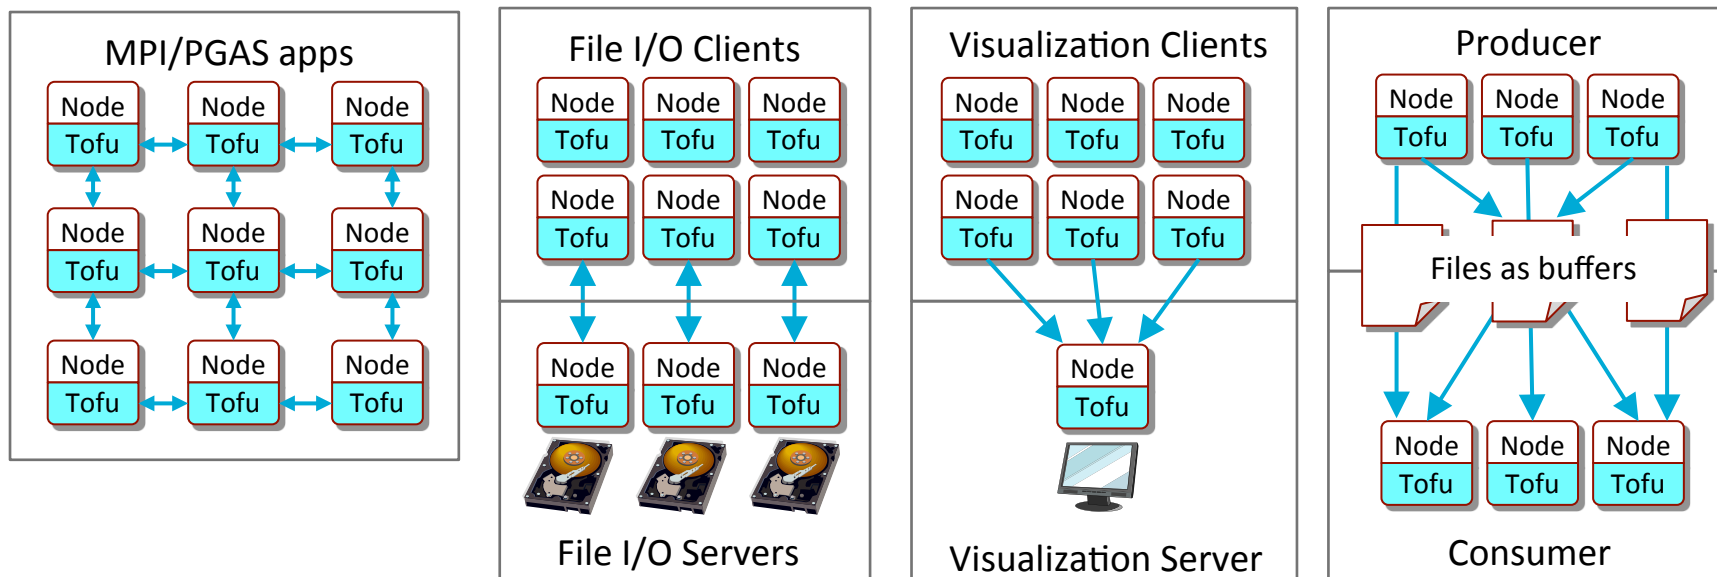 MPI/PGAS apps
Node Node Node
Tofu Tofu Tofu
Node Node Node
Tofu Tofu Tofu
Node Node Node
Tofu Tofu Tofu
File I/O Clients
Node Node Node
Tofu Tofu Tofu
Node Node Node
Tofu Tofu Tofu
Node Node Node
Tofu Tofu Tofu
File I/O Servers
Visualization Clients
Node Node Node
Tofu Tofu Tofu
Node Node Node
Tofu Tofu Tofu
Node
Tofu
Visualization Server
Producer
Node Node Node
Tofu Tofu Tofu
Files as buffers
Node Node Node
Tofu Tofu Tofu
Consumer